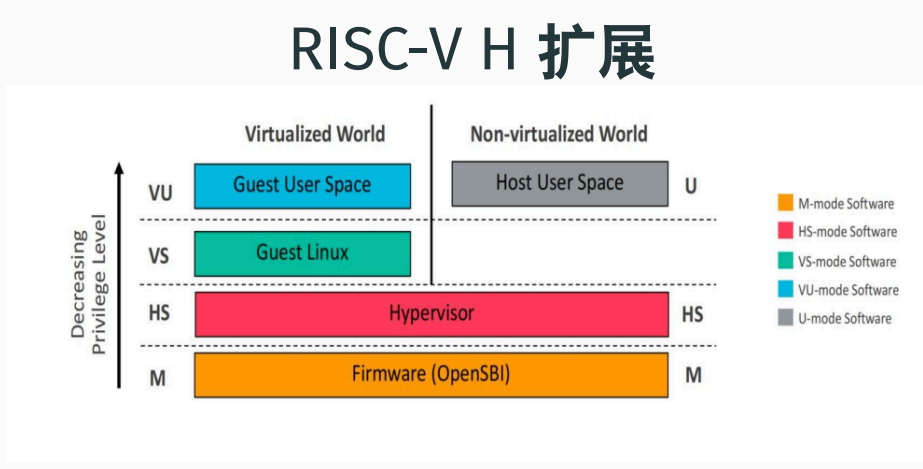 RISC-V H 扩展
Virtualized World
Non-virtualized World
Decreasing
Privilege Level
VU
Guest User Space
Host User Space
U
VS
Guest Linux
HS
Hypervisor
HS
M
Firmware (OpenSBI)
M
M-mode Software
HS-mode Software
VS-mode Software
VU-mode Software
U-mode Software